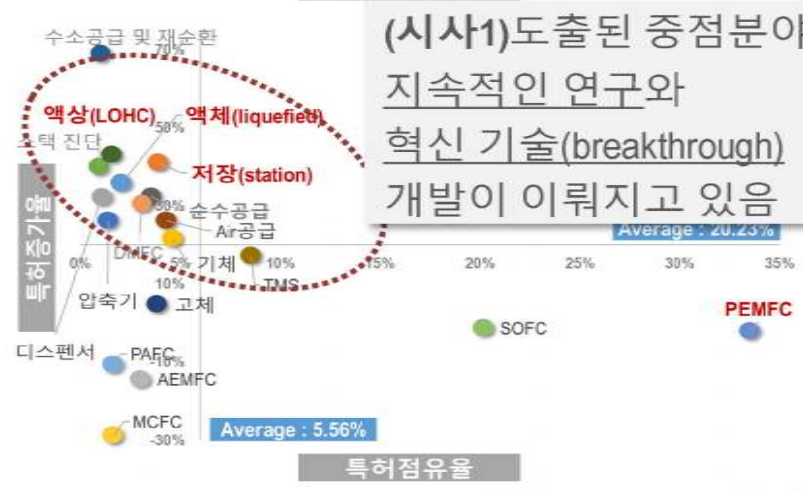 (시사1)도출된 중점분야
지속적인 연구와
혁신 기술(breakthrough)
개발이 이뤄지고 있음
수소공급 및 재순환
70%
액상(LOHC)
50%
액체(liquefied)
스택 진단
저장(station)
30%
순수공급
Air공급
Average : 20.23%
DMFC
기체
0%
5%
10%
15%
20%
25%
30%
35%
10%
TMS
압축기
고체
PEMFC
SOFC
디스펜서
PAFC
-10%
AEMFC
MCFC
-30%
Average : 5.56%
특허증가율
특허점유율